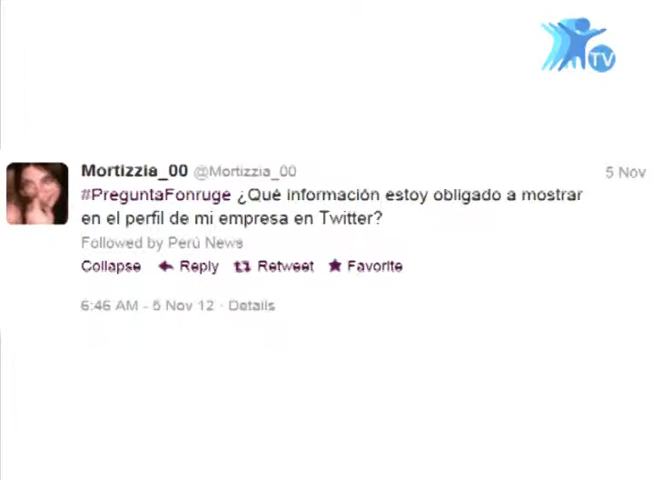 TV
Mortizzia_00 @Mortizzia_00 5 Nov
#PreguntaFonruge ¿Qué información estoy obligado a mostrar
en el perfil de mi empresa en Twitter?
Followed by Perú News
Collapse Reply Retweet Favorite
6:46 AM - 5 Nov 12 · Details